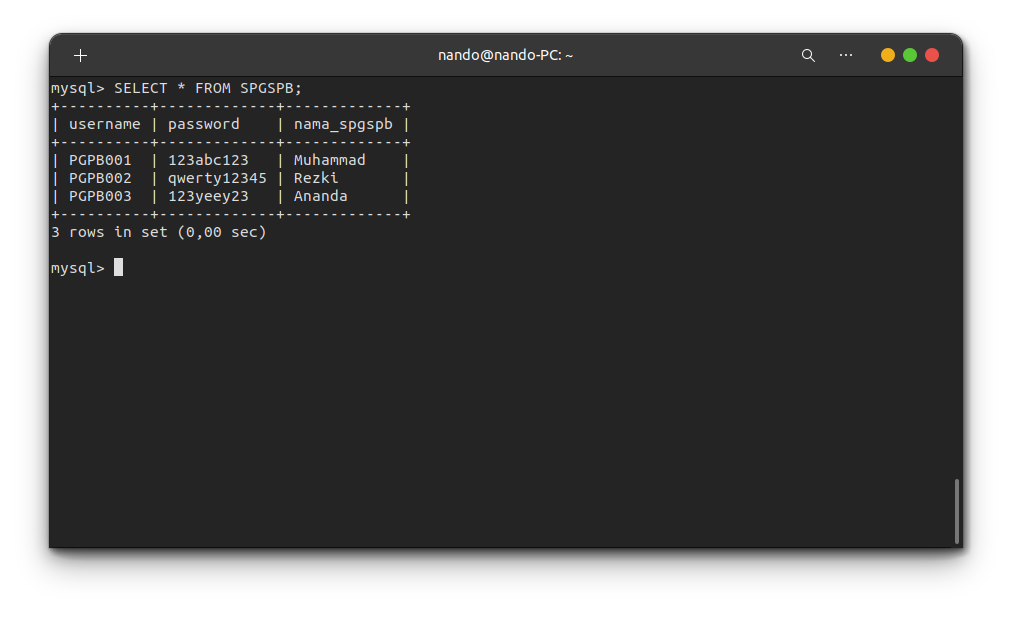 nando@nando-PC: ~
mysql> SELECT * FROM SPGSPB;
+----------+-------------+-------------+
| username | password    | nama_spgspb |
+----------+-------------+-------------+
| PGPB001  | 123abc123   | Muhammad    |
| PGPB002  | qwerty12345 | Rezki       |
| PGPB003  | 123yeey23   | Ananda      |
+----------+-------------+-------------+
3 rows in set (0,00 sec)
mysql>